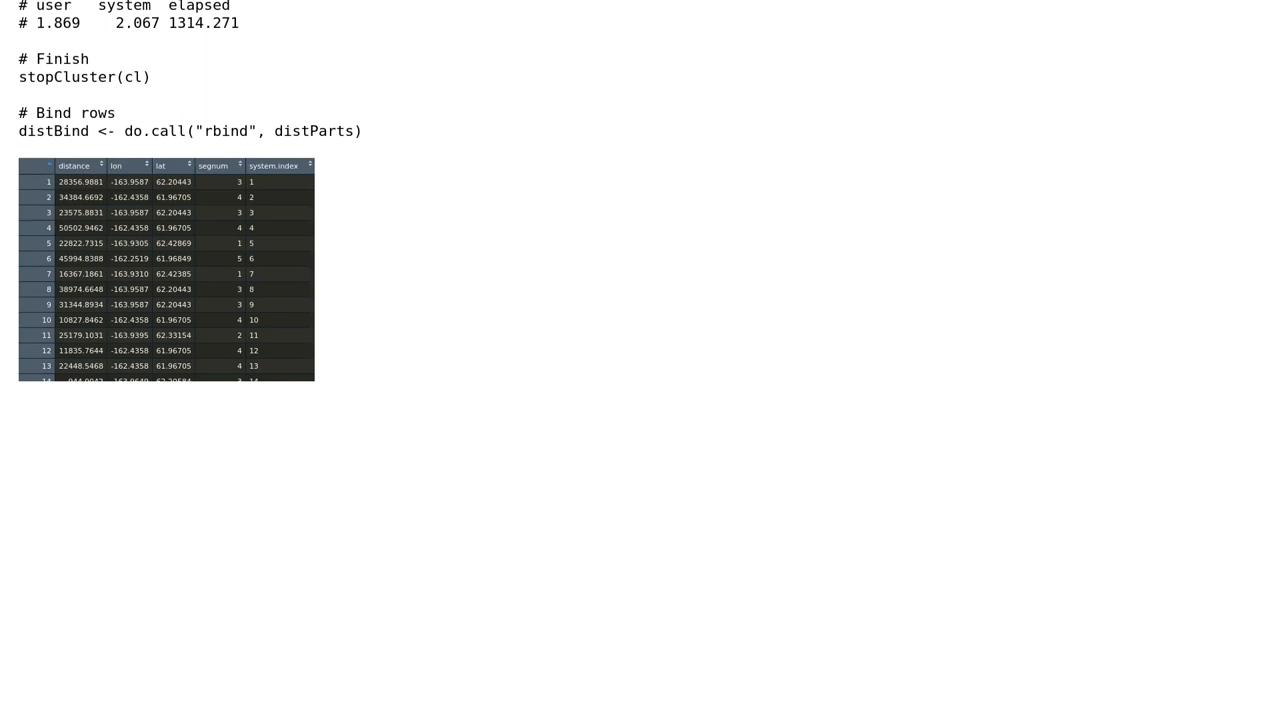 # user   system  elapsed
# 1.869    2.067 1314.271
# Finish
stopCluster(cl)
# Bind rows
distBind <- do.call("rbind", distParts)
distance lon lat segnum system.index
1 28356.9881 -163.9587 62.20443 3 1
2 34384.6692 -162.4358 61.96705 4 2
3 23575.8831 -163.9587 62.20443 3 3
4 50502.9462 -162.4358 61.96705 4 4
5 22822.7315 -163.9305 62.42869 1 5
6 45994.8388 -162.2519 61.96849 5 6
7 16367.1861 -163.9310 62.42385 1 7
8 38974.6648 -163.9587 62.20443 3 8
9 31344.8934 -163.9587 62.20443 3 9
10 10827.8462 -162.4358 61.96705 4 10
11 25179.1031 -163.9395 62.33154 2 11
12 11835.7644 -162.4358 61.96705 4 12
13 22448.5468 -162.4358 61.96705 4 13